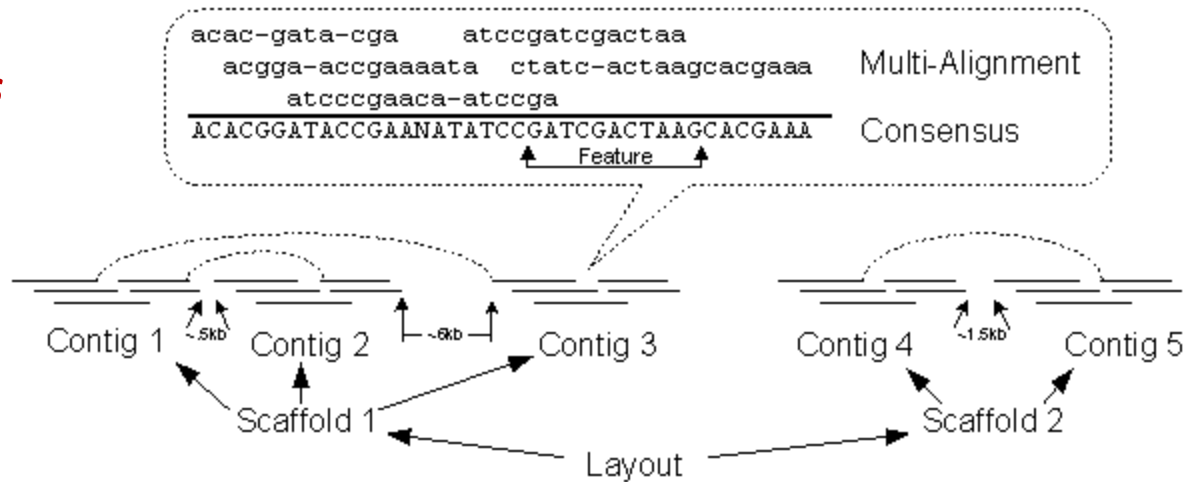 acac-gata-cga atccgatcgactaa
acgga-accgaaaata ctatc-actaagcacgaaa
atcccgaaca-atccga
Multi-Alignment
ACACGGATACCGAANATATCCGATCGACTAAGCACGAAA
Consensus
Feature
Contig 1
~.5kb
Contig 2
~6kb
Contig 3
Contig 4
~1.5kb
Contig 5
Scaffold 1
Scaffold 2
Layout